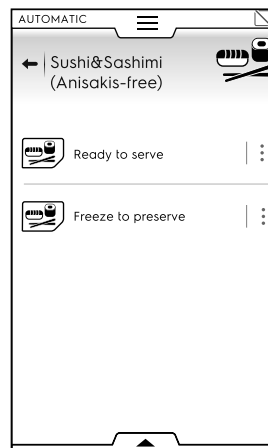 AUTOMATIC
Sushi&Sashimi
(Anisakis-free)
Ready to serve
Freeze to preserve